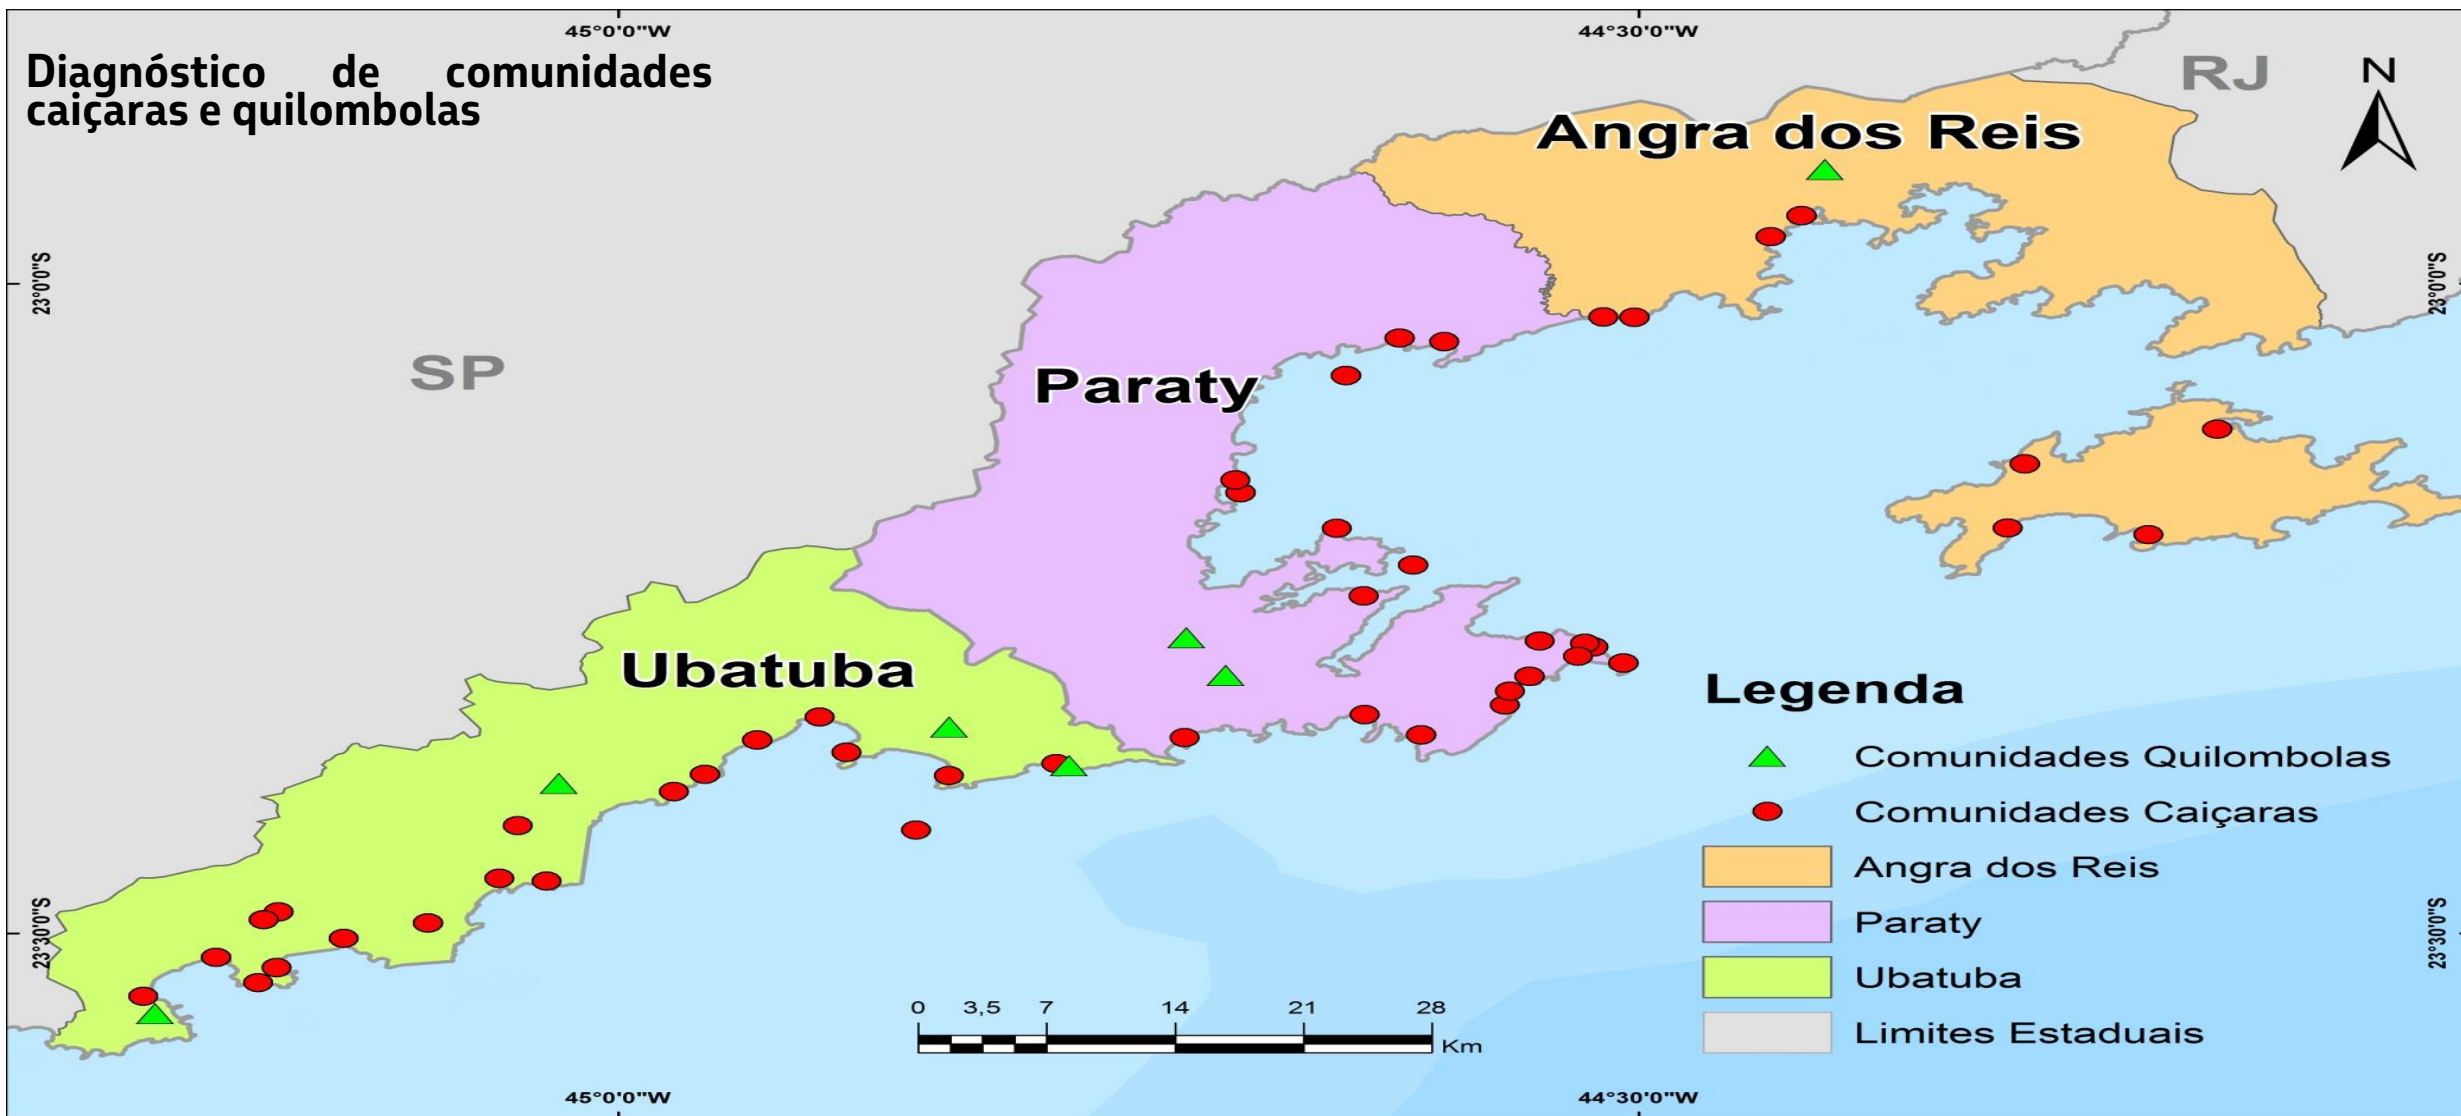 45°0'0"W
44°30'0"W
Diagnóstico de comunidades
caiçaras e quilombolas
RJ
N
Angra dos Reis
23°0'0"S
23°0'0"S
SP
Paraty
Ubatuba
Legenda
Comunidades Quilombolas
Comunidades Caiçaras
Angra dos Reis
Paraty
Ubatuba
Limites Estaduais
23°30'0"S
23°30'0"S
0 3,5 7 14 21 28
Km
45°0'0"W
44°30'0"W